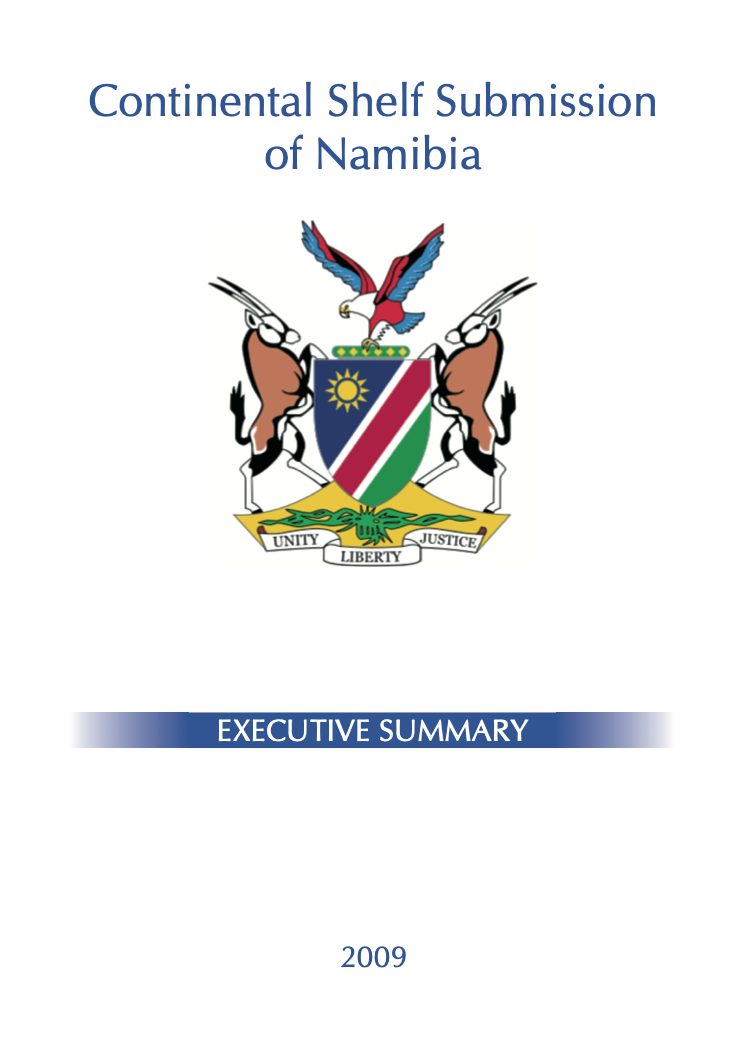 Continental Shelf Submission
of Namibia
UNITY
LIBERTY
JUSTICE
EXECUTIVE SUMMARY
2009